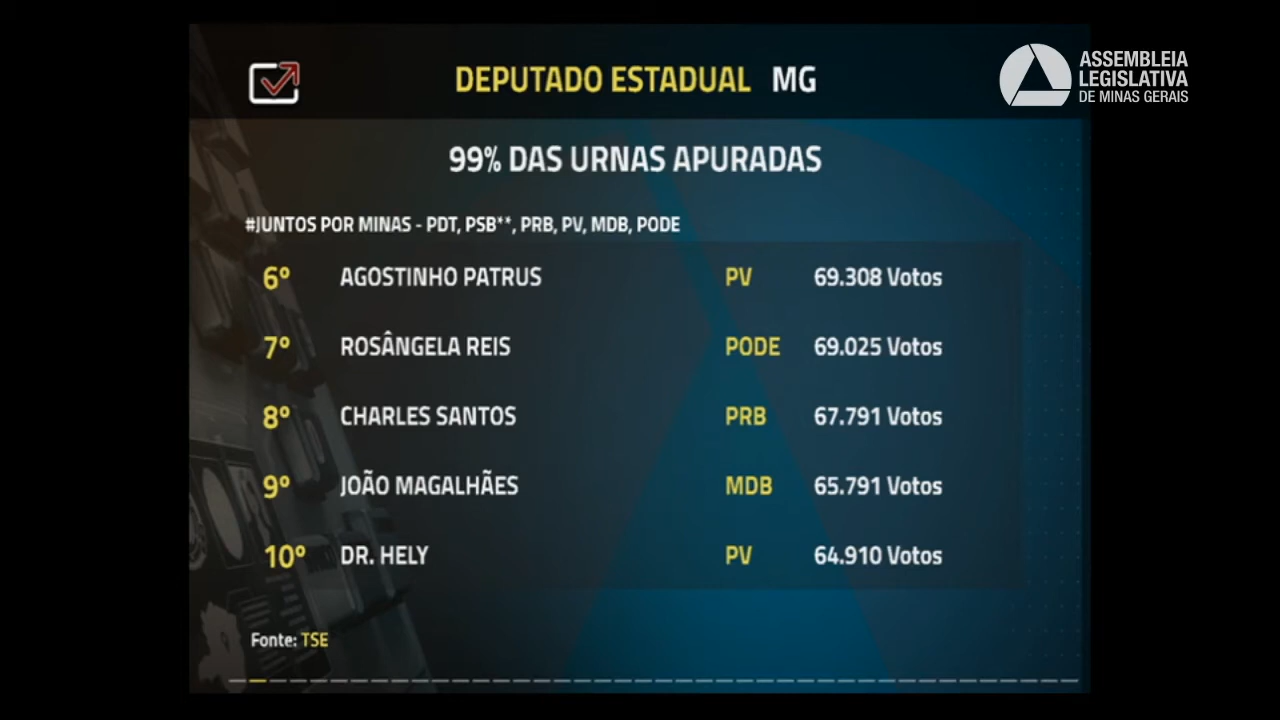 DEPUTADO ESTADUAL MG
ASSEMBLEIA
LEGISLATIVA
DE MINAS GERAIS
99% DAS URNAS APURADAS
#JUNTOS POR MINAS - PDT, PSB**, PRB, PV, MDB, PODE
6º AGOSTINHO PATRUS PV 69.308 Votos
7º ROSÂNGELA REIS PODE 69.025 Votos
8º CHARLES SANTOS PRB 67.791 Votos
9º JOÃO MAGALHÃES MDB 65.791 Votos
10º DR. HELY PV 64.910 Votos
Fonte: TSE